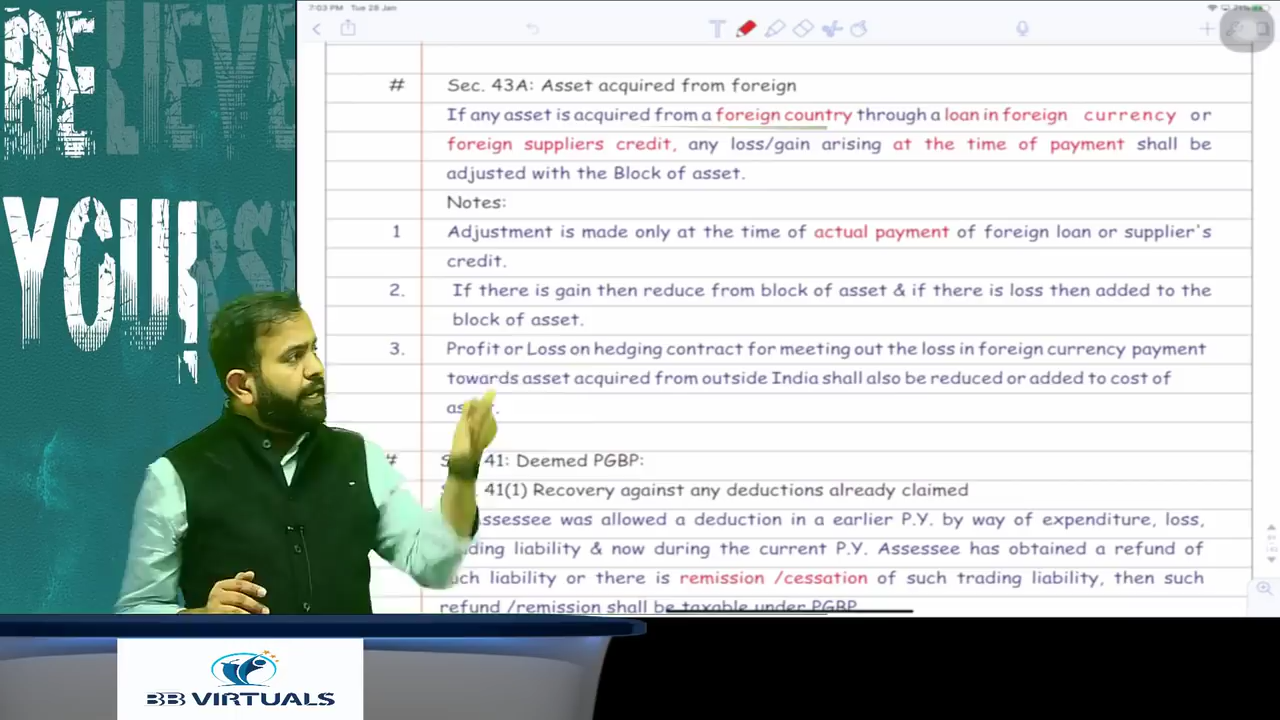 7:03 PM Tue 28 Jan
BELIEVE
YOURS
T
# Sec. 43A: Asset acquired from foreign
If any asset is acquired from a foreign country through a loan in foreign currency or
foreign suppliers credit, any loss/gain arising at the time of payment shall be
adjusted with the Block of asset.
Notes:
1 Adjustment is made only at the time of actual payment of foreign loan or supplier's
credit.
2. If there is gain then reduce from block of asset & if there is loss then added to the
block of asset.
3. Profit or Loss on hedging contract for meeting out the loss in foreign currency payment
towards asset acquired from outside India shall also be reduced or added to cost of
# 41: Deemed PGBP:
41(1) Recovery against any deductions already claimed
Assessee was allowed a deduction in a earlier P.Y. by way of expenditure, loss,
liability & now during the current P.Y. Assessee has obtained a refund of
such liability or there is remission /cessation of such trading liability, then such
refund /remission shall be taxable under PGBP
BB VIRTUALS